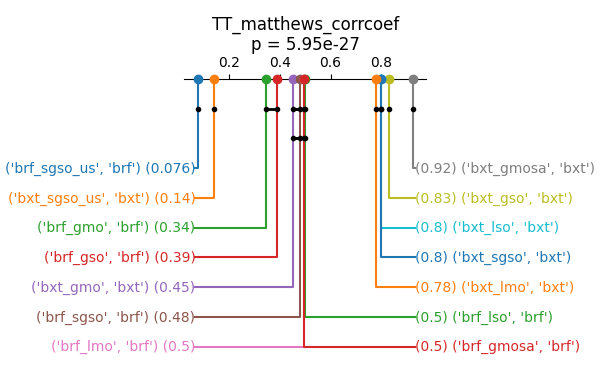 TT_matthews_corrcoef
p = 5.95e-27
0.2 0.4 0.6 0.8
('brf_sgso_us', 'brf') (0.076) (0.92) ('bxt_gmosa', 'bxt')
('bxt_sgso_us', 'bxt') (0.14) (0.83) ('bxt_gso', 'bxt')
('brf_gmo', 'brf') (0.34) (0.8) ('bxt_lso', 'bxt')
('brf_gso', 'brf') (0.39) (0.8) ('bxt_sgso', 'bxt')
('bxt_gmo', 'bxt') (0.45) (0.78) ('bxt_lmo', 'bxt')
('brf_sgso', 'brf') (0.48) (0.5) ('brf_lso', 'brf')
('brf_lmo', 'brf') (0.5) (0.5) ('brf_gmosa', 'brf')